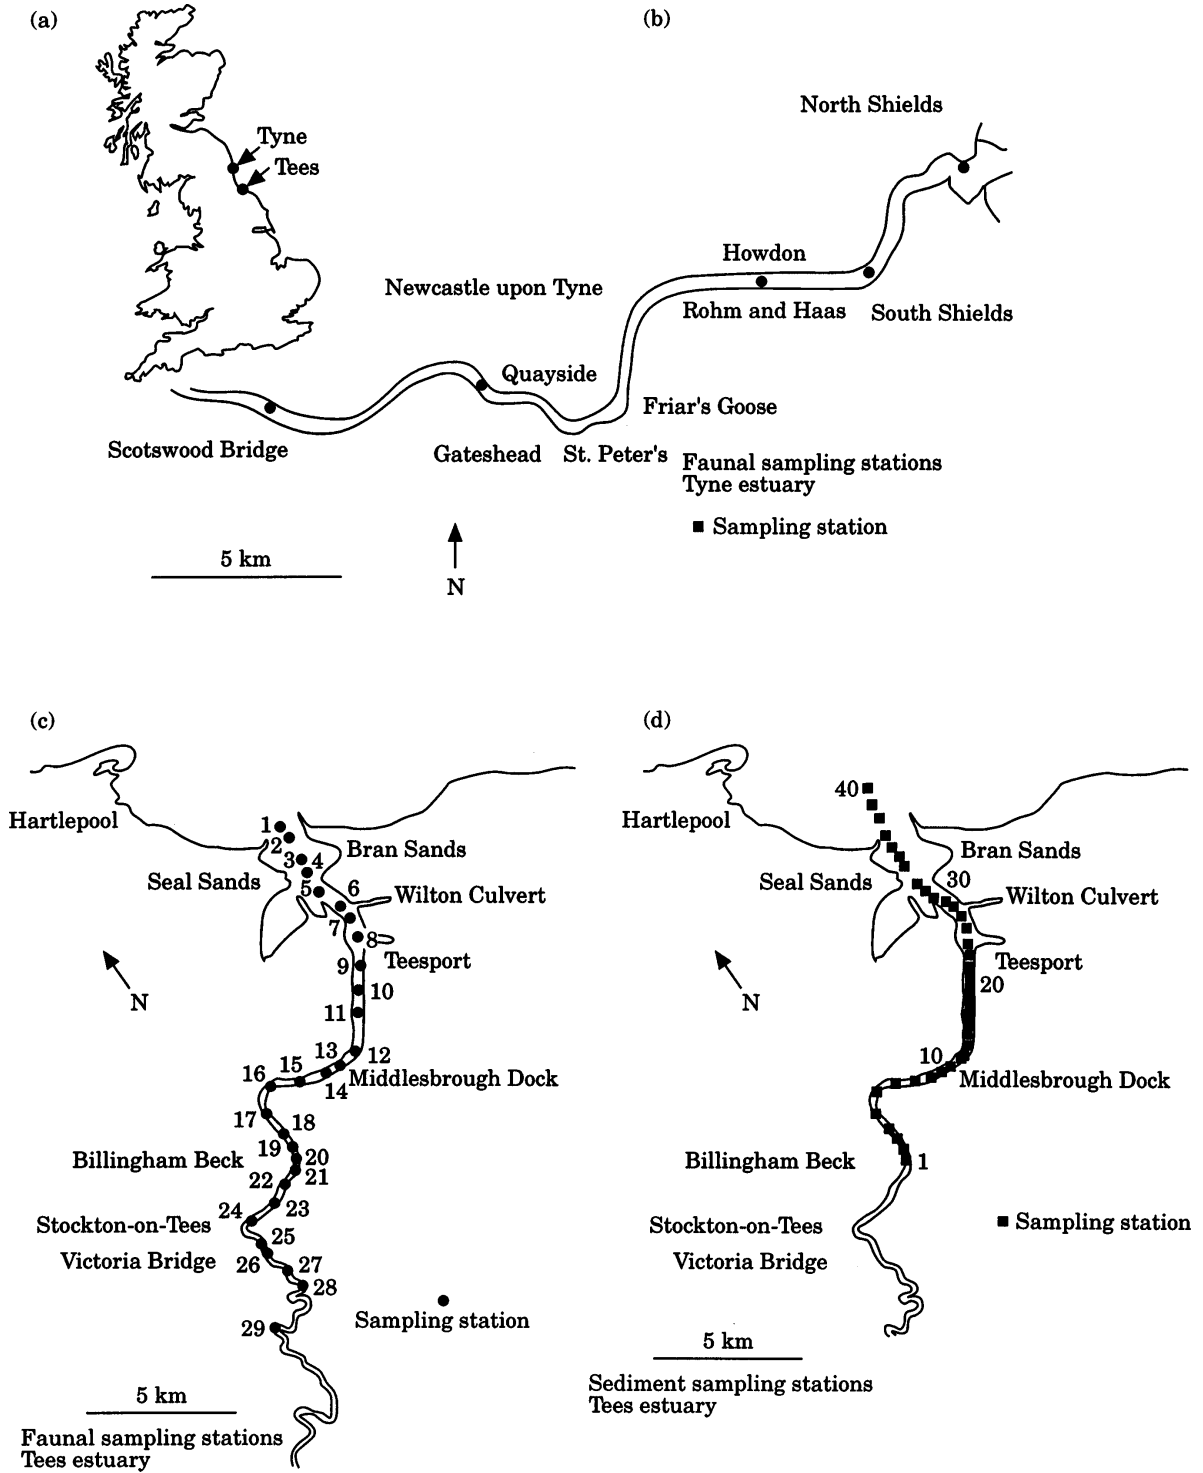 (a)
Tyne
Tees
(b)
North Shields
Howdon
Newcastle upon Tyne
Rohm and Haas
South Shields
Quayside
Friar's Goose
Scotswood Bridge
Gateshead
St. Peter's
Faunal sampling stations
Tyne estuary
Sampling station
5 km
N
(c)
Hartlepool
1
2
Bran Sands
3
4
Seal Sands
5
6
Wilton Culvert
7
8
9
Teesport
10
N
11
13
12
15
16
14
Middlesbrough Dock
17
18
19
Billingham Beck
20
21
22
23
24
Stockton-on-Tees
25
Victoria Bridge
26
27
28
Sampling station
29
5 km
Faunal sampling stations
Tees estuary
(d)
40
Hartlepool
Bran Sands
Seal Sands
30
Wilton Culvert
Teesport
20
N
10
Middlesbrough Dock
Billingham Beck
1
Stockton-on-Tees
Sampling station
Victoria Bridge
5 km
Sediment sampling stations
Tees estuary